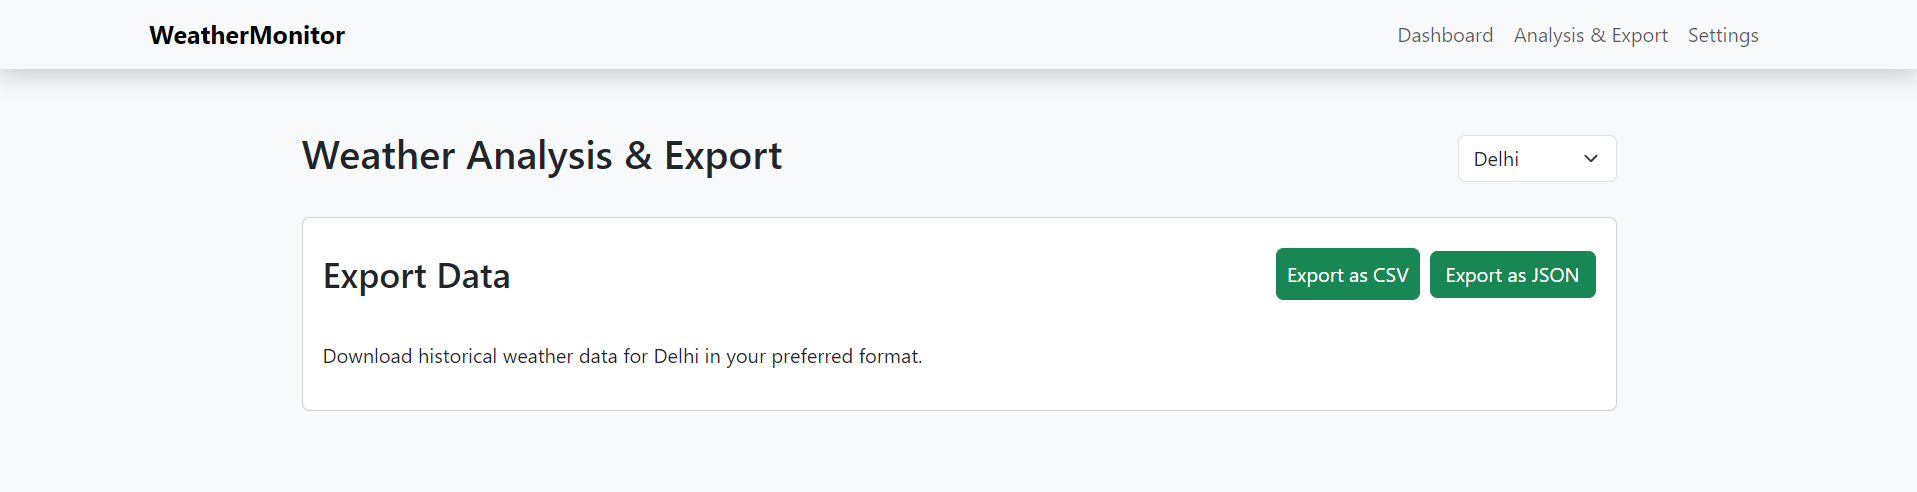 WeatherMonitor Dashboard Analysis & Export Settings
Weather Analysis & Export Delhi
Export Data Export as CSV Export as JSON
Download historical weather data for Delhi in your preferred format.